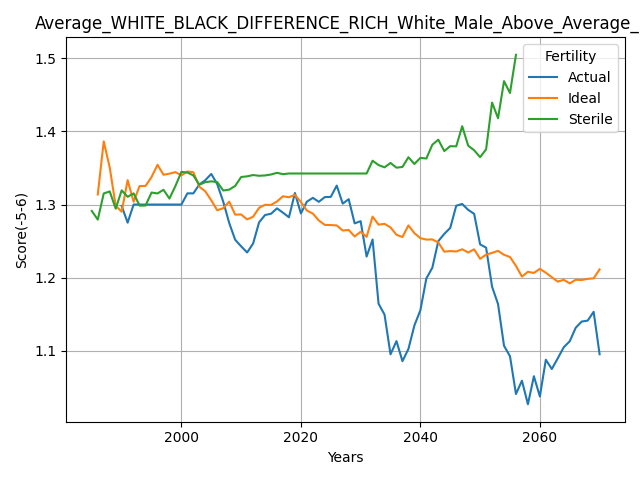 Average_WHITE_BLACK_DIFFERENCE_RICH_White_Male_Above_Average_
Fertility
Actual
Ideal
Sterile
1.5
1.4
1.3
1.2
1.1
Score(-5-6)
2000 2020 2040 2060
Years